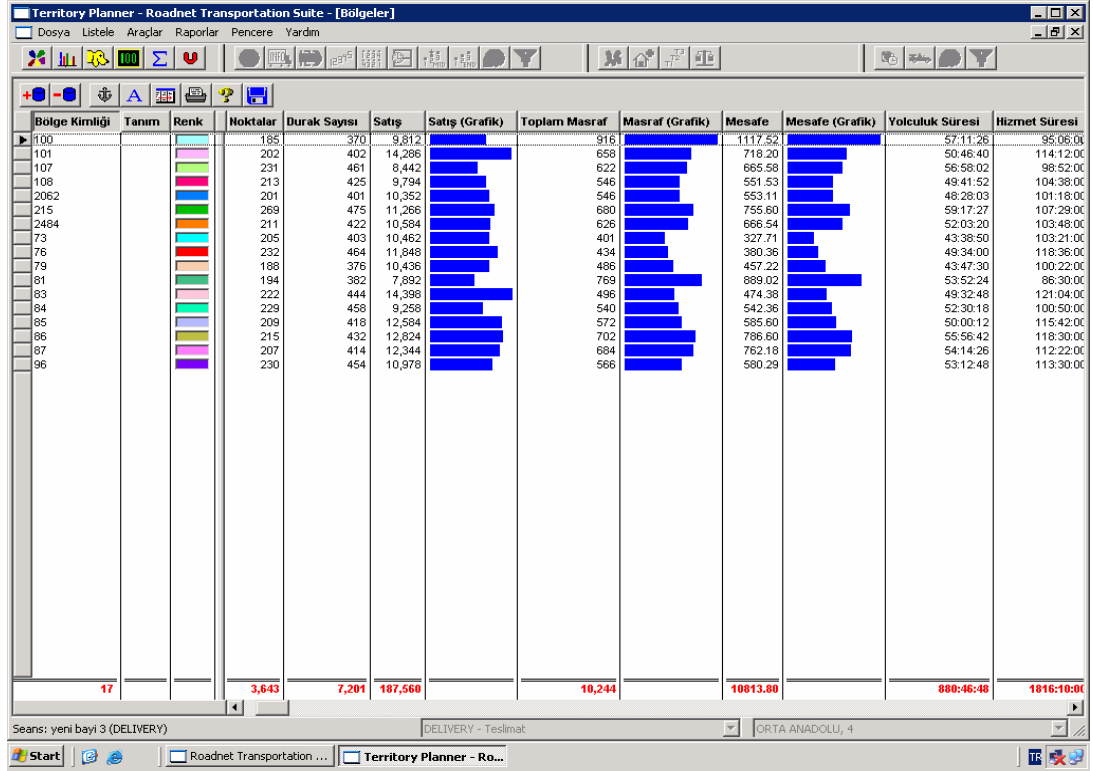 Territory Planner - Roadnet Transportation Suite - [Bölgeler]
Dosya Listele Araçlar Raporlar Pencere Yardım
Bölge Kimliği Tanım Renk Noktalar Durak Sayısı Satış Satış (Grafik) Toplam Masraf Masraf (Grafik) Mesafe Mesafe (Grafik) Yolculuk Süresi Hizmet Süresi
100 185 370 9,812 916 1117.52 57:11:26 95:06:00
101 202 402 14,286 658 718.20 50:46:40 114:12:00
107 231 461 8,442 622 665.58 56:58:02 98:52:00
108 213 425 9,794 546 551.53 49:41:52 104:38:00
2062 201 401 10,352 546 553.11 48:28:03 101:18:00
215 269 475 11,266 680 755.60 59:17:27 107:29:00
2484 211 422 10,584 626 666.54 52:03:20 103:48:00
73 205 403 10,462 401 327.71 43:38:50 103:21:00
76 232 464 11,848 434 380.36 49:34:00 118:36:00
79 188 376 10,436 486 457.22 43:47:30 100:22:00
81 194 382 7,892 769 889.02 53:52:24 86:30:00
83 222 444 14,398 496 474.38 49:32:48 121:04:00
84 229 458 9,258 540 542.36 52:30:18 100:50:00
85 209 418 12,584 572 585.60 50:00:12 115:42:00
86 215 432 12,824 702 786.60 55:56:42 118:30:00
87 207 414 12,344 684 762.18 54:14:26 112:22:00
96 230 454 10,978 566 580.29 53:12:48 113:30:00
17 3,643 7,201 187,560 10,244 10813.80 880:46:48 1816:10:00
Seans: yeni bayi 3 (DELIVERY) DELIVERY - Teslimat ORTA ANADOLU, 4
Start Roadnet Transportation ... Territory Planner - Ro... TR